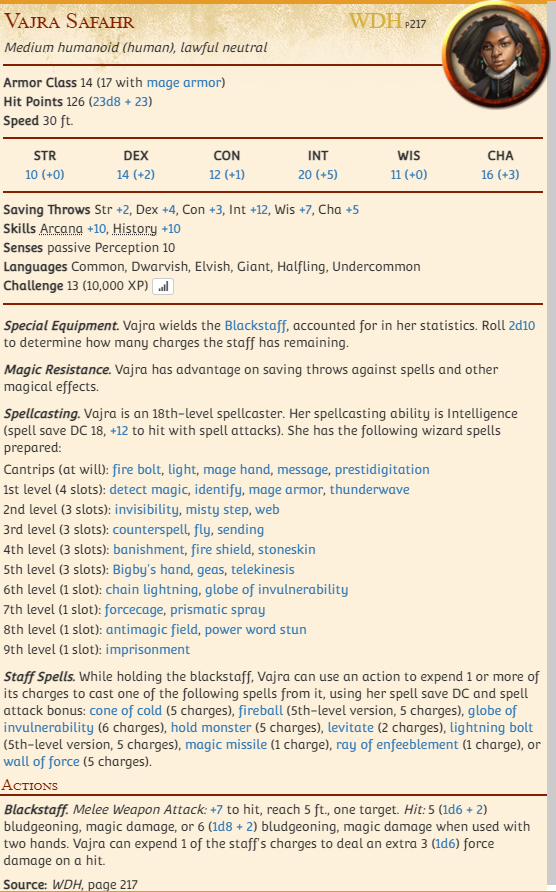 Vajra Safahr
WDH P217
Medium humanoid (human), lawful neutral
Armor Class 14 (17 with mage armor)
Hit Points 126 (23d8 + 23)
Speed 30 ft.
STR DEX CON INT WIS CHA
10 (+0) 14 (+2) 12 (+1) 20 (+5) 11 (+0) 16 (+3)
Saving Throws Str +2, Dex +4, Con +3, Int +12, Wis +7, Cha +5
Skills Arcana +10, History +10
Senses passive Perception 10
Languages Common, Dwarvish, Elvish, Giant, Halfling, Undercommon
Challenge 13 (10,000 XP)
Special Equipment. Vajra wields the Blackstaff, accounted for in her statistics. Roll 2d10
to determine how many charges the staff has remaining.
Magic Resistance. Vajra has advantage on saving throws against spells and other
magical effects.
Spellcasting. Vajra is an 18th-level spellcaster. Her spellcasting ability is Intelligence
(spell save DC 18, +12 to hit with spell attacks). She has the following wizard spells
prepared:
Cantrips (at will): fire bolt, light, mage hand, message, prestidigitation
1st level (4 slots): detect magic, identify, mage armor, thunderwave
2nd level (3 slots): invisibility, misty step, web
3rd level (3 slots): counterspell, fly, sending
4th level (3 slots): banishment, fire shield, stoneskin
5th level (3 slots): Bigby's hand, geas, telekinesis
6th level (1 slot): chain lightning, globe of invulnerability
7th level (1 slot): forcecage, prismatic spray
8th level (1 slot): antimagic field, power word stun
9th level (1 slot): imprisonment
Staff Spells. While holding the blackstaff, Vajra can use an action to expend 1 or more of
its charges to cast one of the following spells from it, using her spell save DC and spell
attack bonus: cone of cold (5 charges), fireball (5th-level version, 5 charges), globe of
invulnerability (6 charges), hold monster (5 charges), levitate (2 charges), lightning bolt
(5th-level version, 5 charges), magic missile (1 charge), ray of enfeeblement (1 charge), or
wall of force (5 charges).
Actions
Blackstaff. Melee Weapon Attack: +7 to hit, reach 5 ft., one target. Hit: 5 (1d6 + 2)
bludgeoning, magic damage, or 6 (1d8 + 2) bludgeoning, magic damage when used with
two hands. Vajra can expend 1 of the staff's charges to deal an extra 3 (1d6) force
damage on a hit.
Source: WDH, page 217